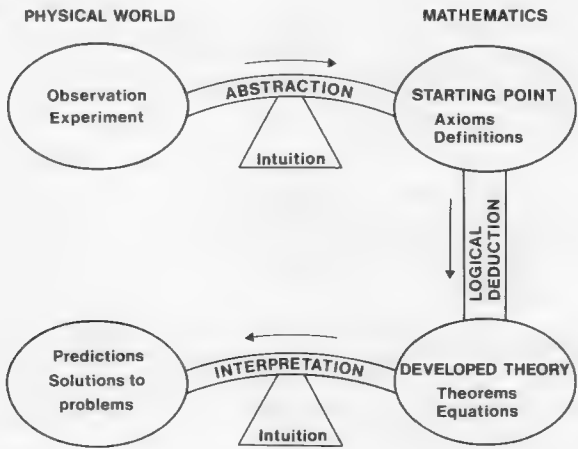 PHYSICAL WORLD
MATHEMATICS
Observation
Experiment
ABSTRACTION
Intuition
STARTING POINT
Axioms
Definitions
LOGICAL
DEDUCTION
Predictions
Solutions to
problems
INTERPRETATION
Intuition
DEVELOPED THEORY
Theorems
Equations